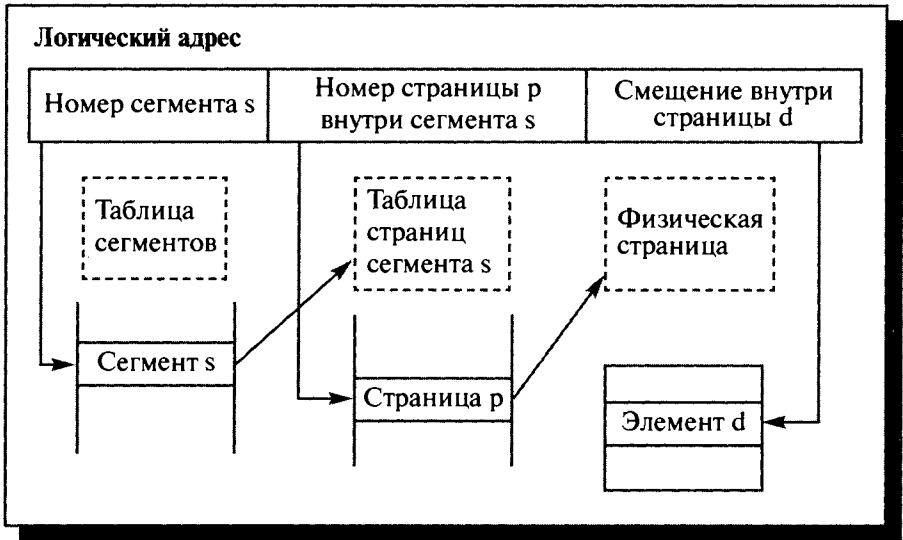 Логический адрес
Номер сегмента s
Номер страницы p
внутри сегмента s
Смещение внутри
страницы d
Таблица
сегментов
Таблица
страниц
сегмента s
Физическая
страница
Сегмент s
Страница p
Элемент d